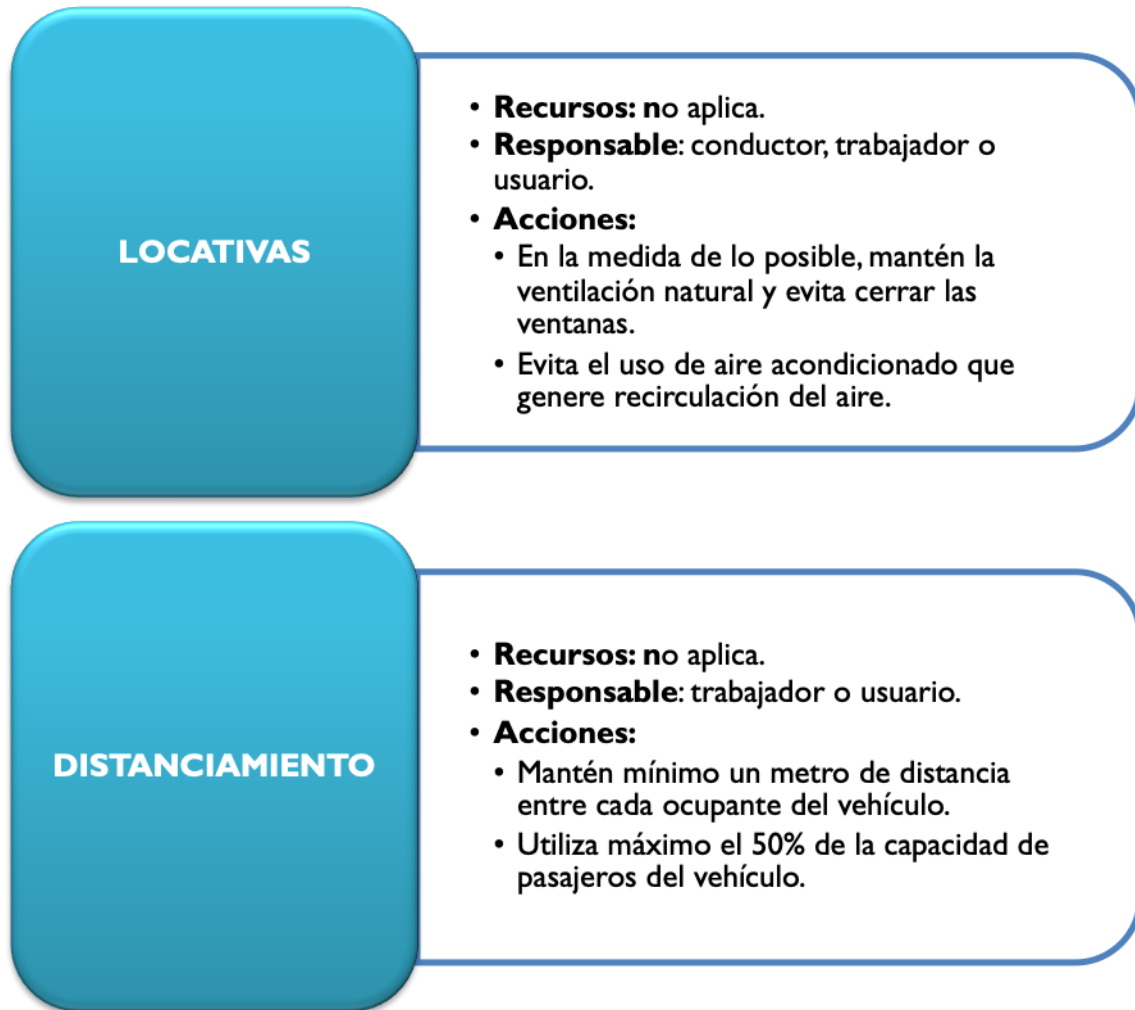 LOCATIVAS
• Recursos: no aplica.
• Responsable: conductor, trabajador o
usuario.
• Acciones:
• En la medida de lo posible, mantén la
ventilación natural y evita cerrar las
ventanas.
• Evita el uso de aire acondicionado que
genere recirculación del aire.
DISTANCIAMIENTO
• Recursos: no aplica.
• Responsable: trabajador o usuario.
• Acciones:
• Mantén mínimo un metro de distancia
entre cada ocupante del vehículo.
• Utiliza máximo el 50% de la capacidad de
pasajeros del vehículo.